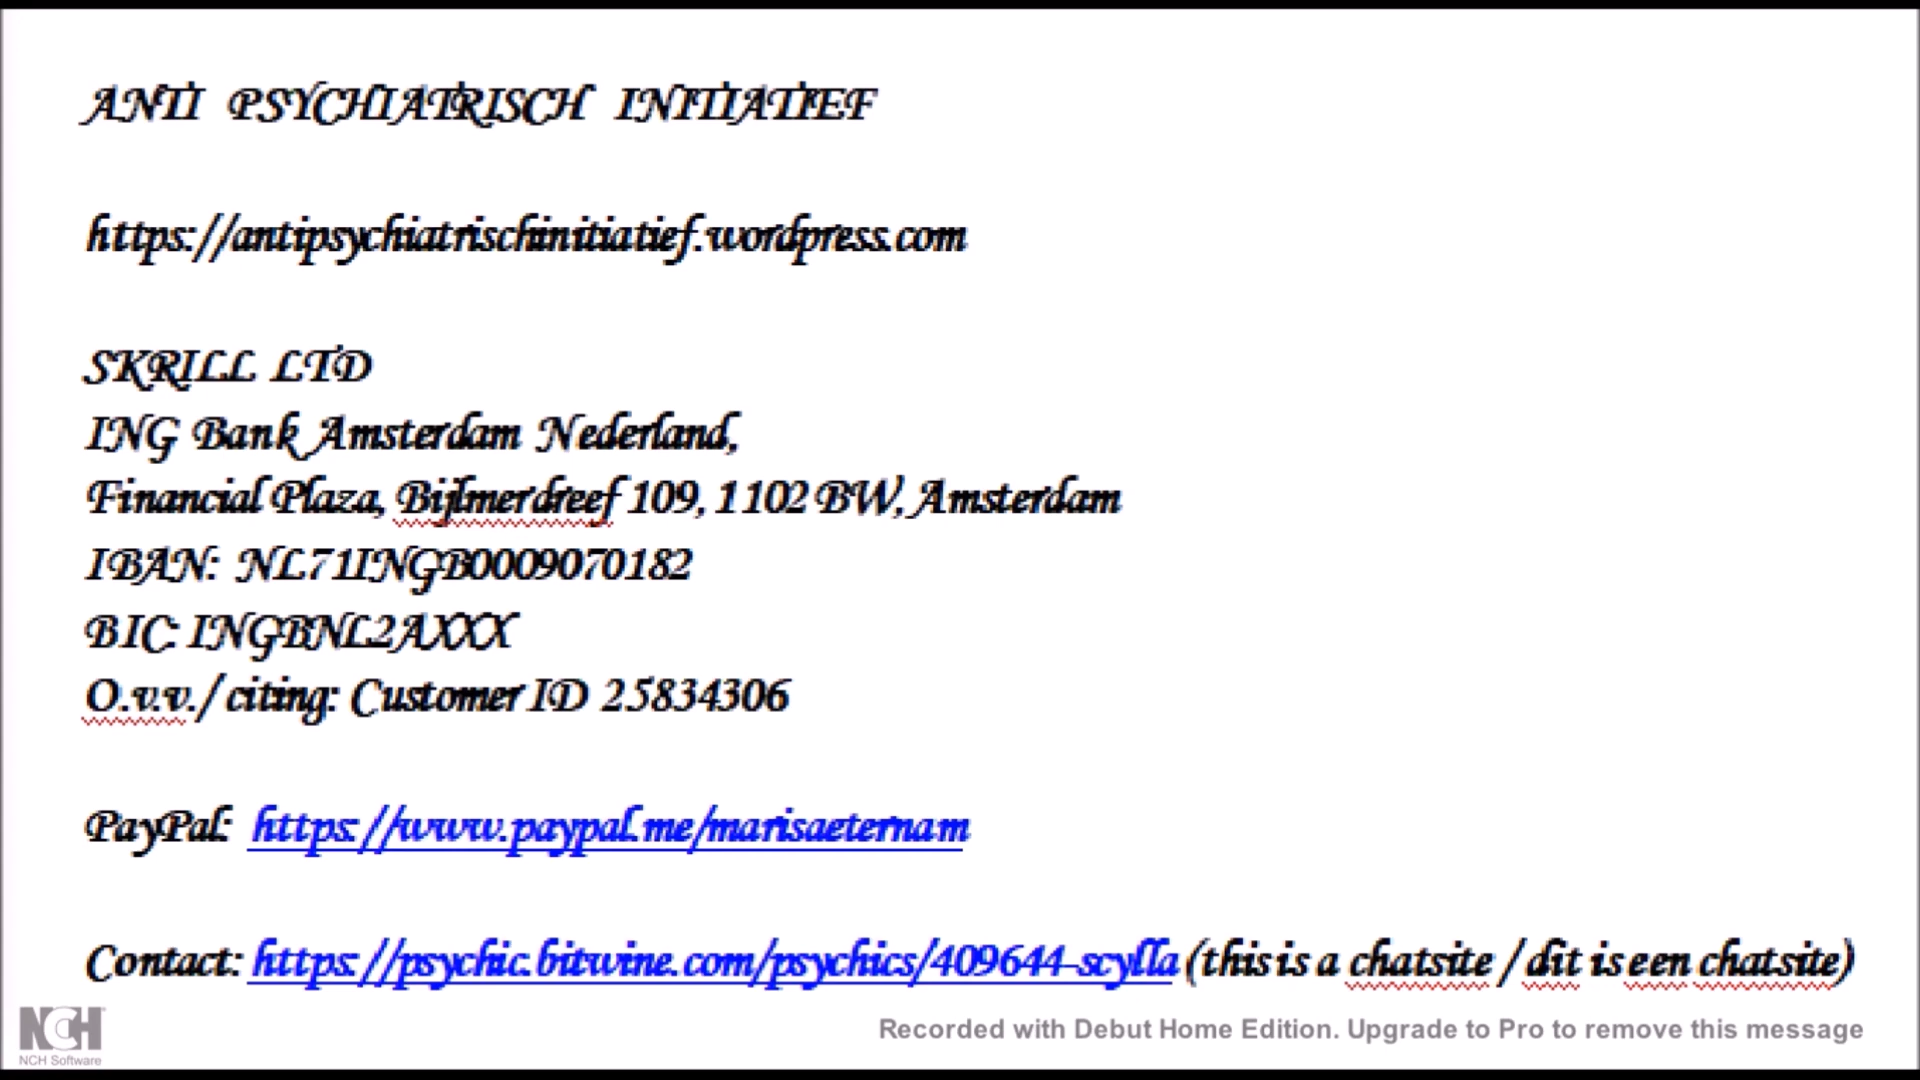 ANTI PSYCHIATRISCH INITIATIEF
https://antipsychiatrischinitiatief.wordpress.com
SKRILL LTD
ING Bank Amsterdam Nederland,
Financial Plaza, Bijlmerdreef 109, 1102 BW, Amsterdam
IBAN: NL71INGB0009070182
BIC: INGBNL2AXXX
O.v.v. / citing: Customer ID 25834306
PayPal: https://www.paypal.me/marisaeternam
Contact: https://psychic.bitwine.com/psychics/409644-scylla (this is a chatsite / dit is een chatsite)
NCH
NCH Software
Recorded with Debut Home Edition. Upgrade to Pro to remove this message